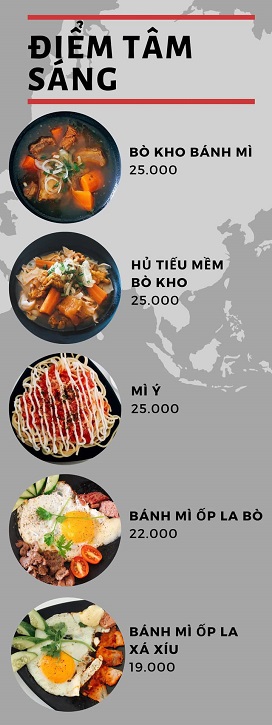 ĐIỂM TÂM
SÁNG
BÒ KHO BÁNH MÌ
25.000
HỦ TIẾU MỀM
BÒ KHO
25.000
MÌ Ý
25.000
BÁNH MÌ ỐP LA BÒ
22.000
BÁNH MÌ ỐP LA
XÁ XÍU
19.000